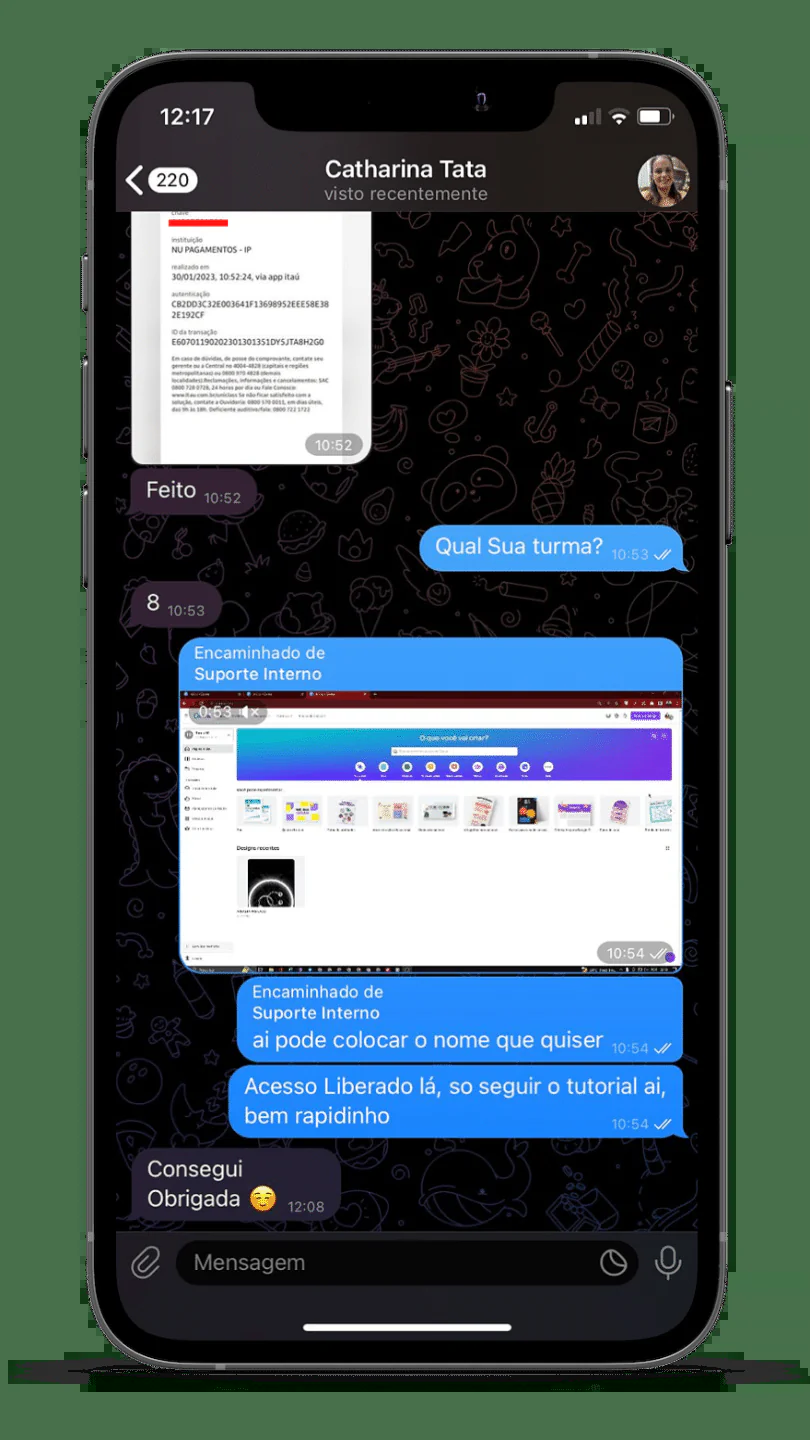 12:17
220
Catharina Tata
visto recentemente
chave
instituição
NU PAGAMENTOS - IP
realizado em
30/01/2023, 10:52:24, via app itaú
autenticação
CB2DD3C32E003641F13698952EEE58E38
2E192CF
ID da transação
E60701190202301301351DY5JTA8H2G0
Em caso de dúvidas, de posse do comprovante, contate seu
gerente ou a Central no 4004-4828 (capitais e regiões
metropolitanas) ou 0800 970 4828 (demais
localidades).Reclamações, informações e cancelamentos: SAC
0800 728 0728, 24 horas por dia ou Fale Conosco:
www.itau.com.br/uniclass Se não ficar satisfeito com a
solução, contate a Ouvidoria: 0800 570 0011, em dias úteis,
das 9h às 18h. Deficiente auditivo/fala: 0800 722 1722
10:52
Feito 10:52
Qual Sua turma? 10:53
8 10:53
Encaminhado de
Suporte Interno
0:53
O que você vai criar?
Designs recentes
10:54
Encaminhado de
Suporte Interno
ai pode colocar o nome que quiser 10:54
Acesso Liberado lá, so seguir o tutorial ai,
bem rapidinho 10:54
Consegui
Obrigada ☺️ 12:08
Mensagem